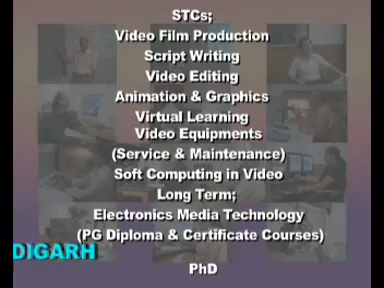 STCs;
Video Film Production
Script Writing
Video Editing
Animation & Graphics
Virtual Learning
Video Equipments
(Service & Maintenance)
Soft Computing in Video
Long Term;
Electronics Media Technology
(PG Diploma & Certificate Courses)
DIGARH
PhD